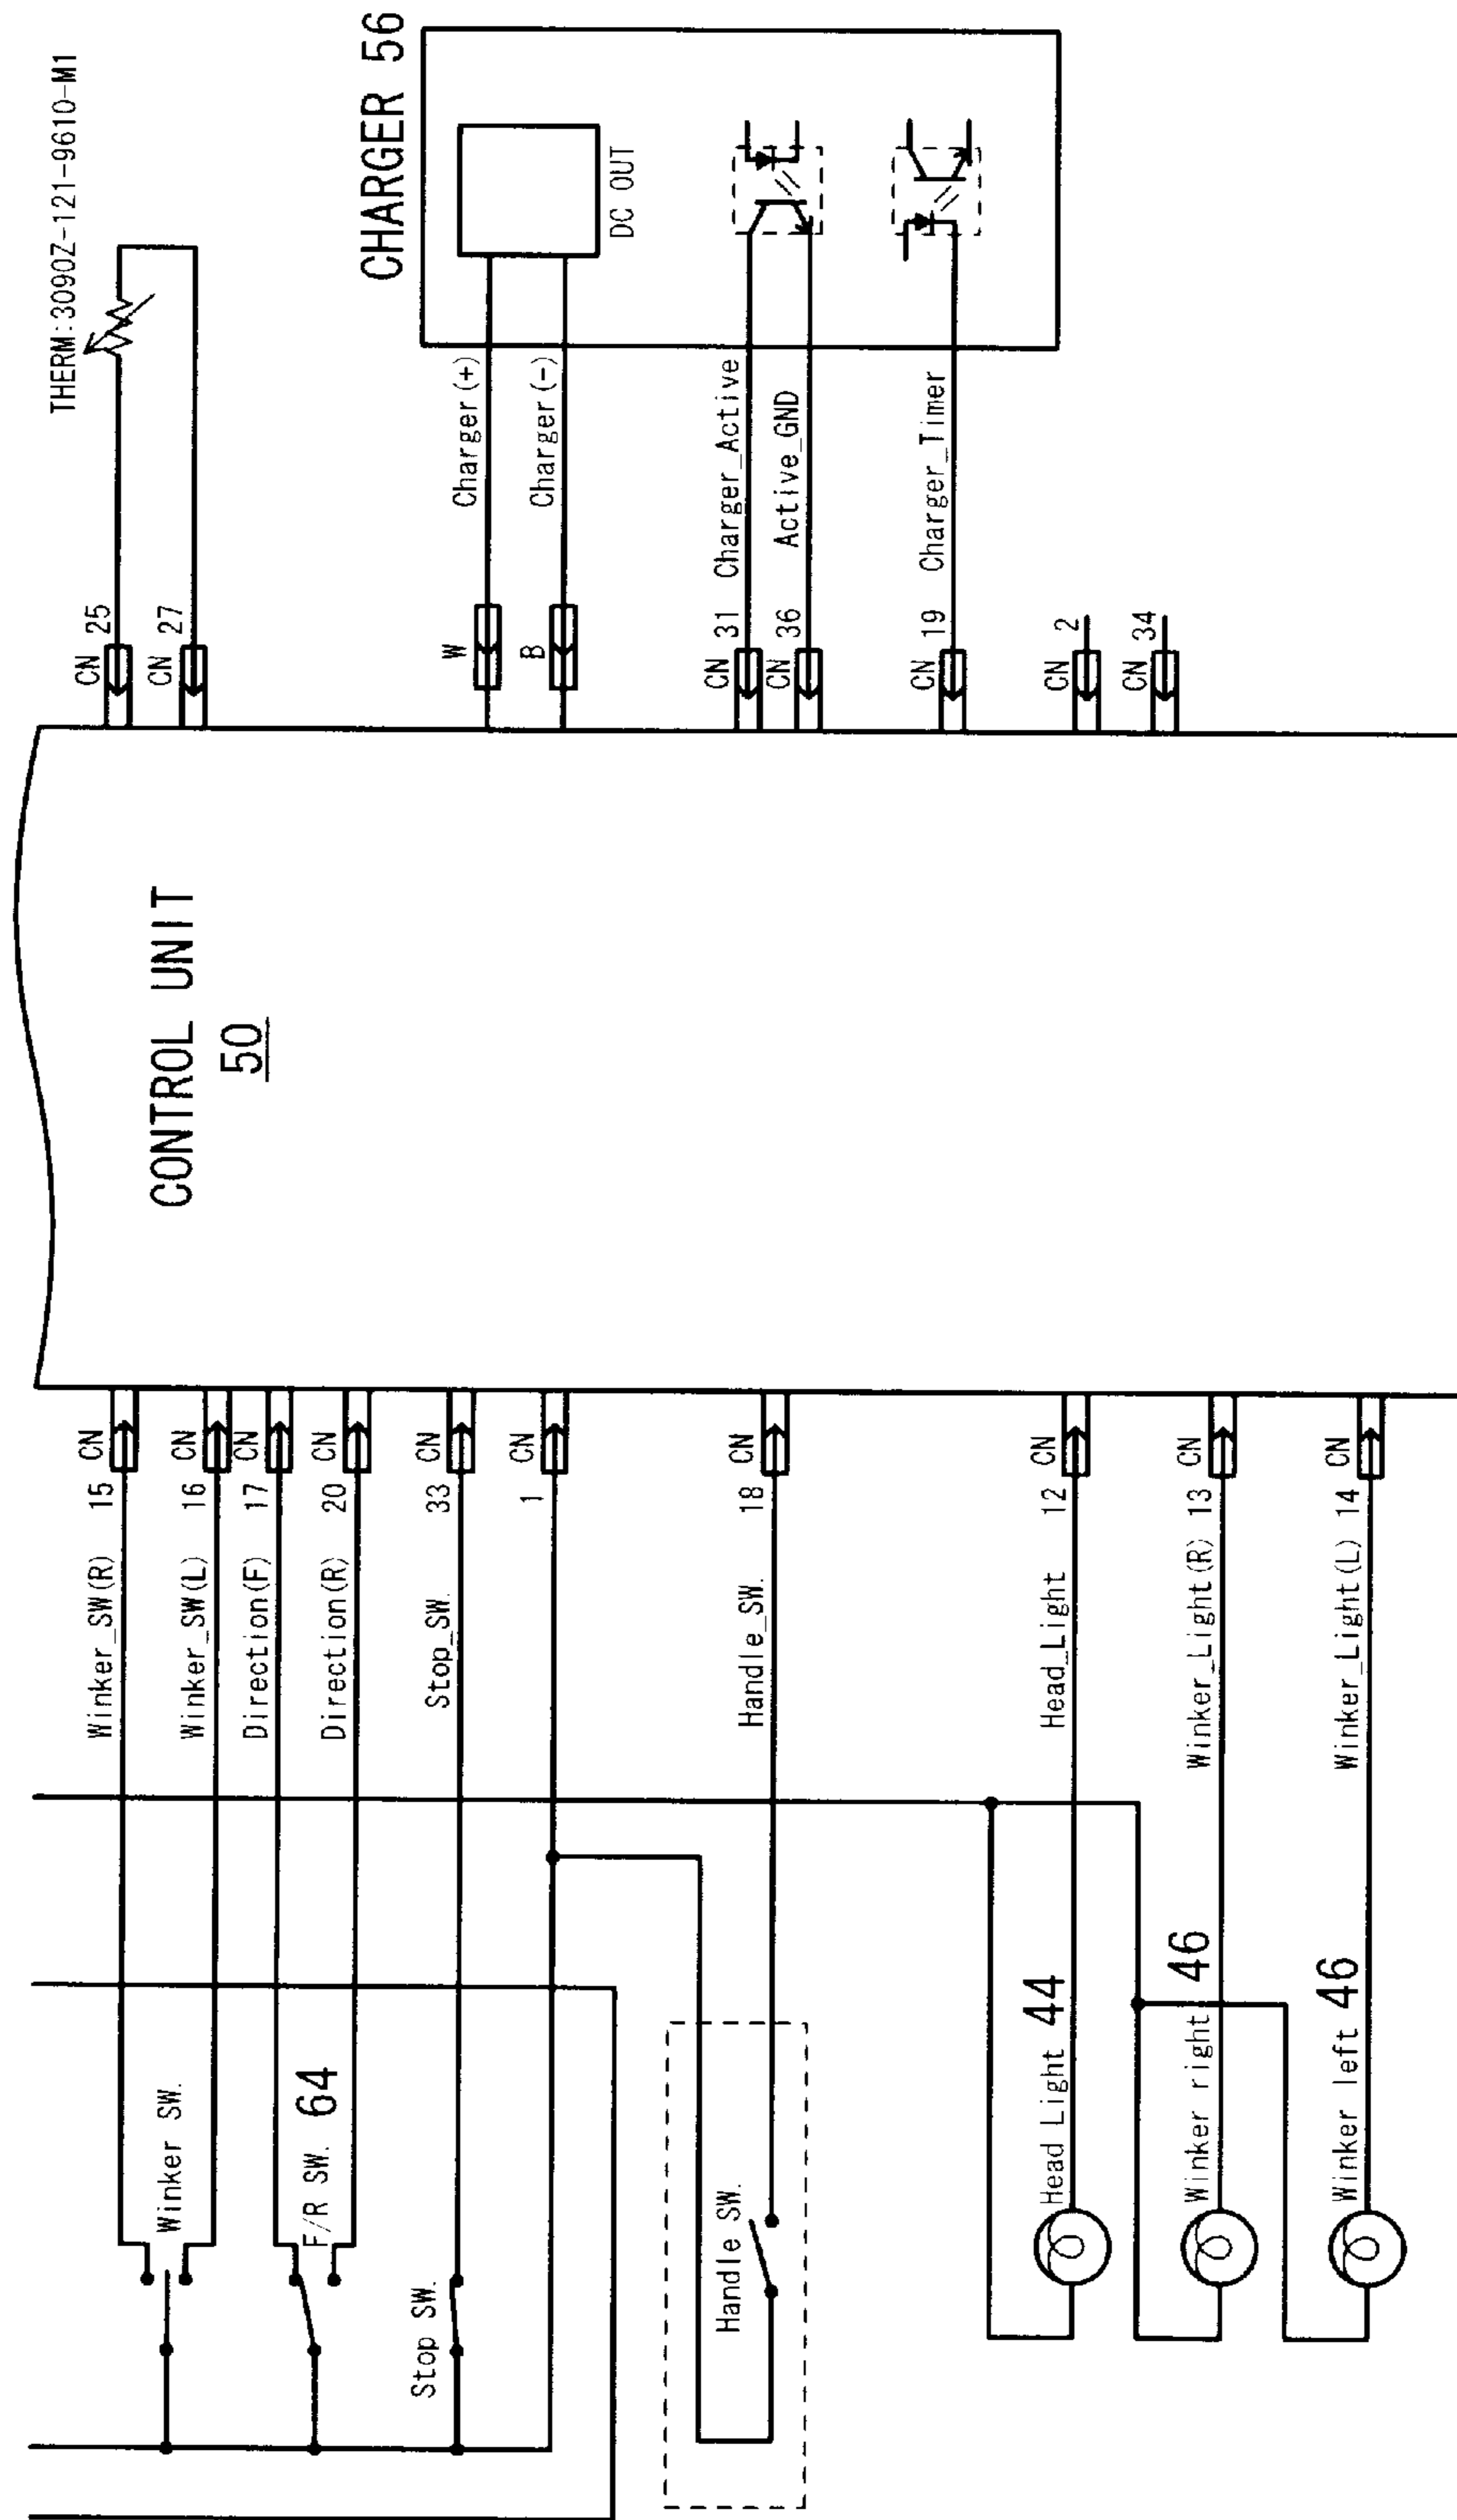 THERM:3090Z-121-9610-M1
CN 25
CN 27
CHARGER 56
W Charger(+)
B Charger(-)
DC OUT
CN 31 Charger_Active
CN 36 Active_GND
CN 19 Charger_Timer
CN 2
CN 34
CONTROL UNIT
50
Winker_SW(R) 15 CN
Winker_SW(L) 16 CN
Direction(F) 17 CN
Direction(R) 20 CN
Stop_SW. 33 CN
1 CN
Handle_SW. 18 CN
Head_Light 12 CN
Winker_Light(R) 13 CN
Winker_Light(L) 14 CN
Winker SW.
F/R SW. 64
Stop SW.
Handle SW.
Head Light 44
Winker right 46
Winker left 46